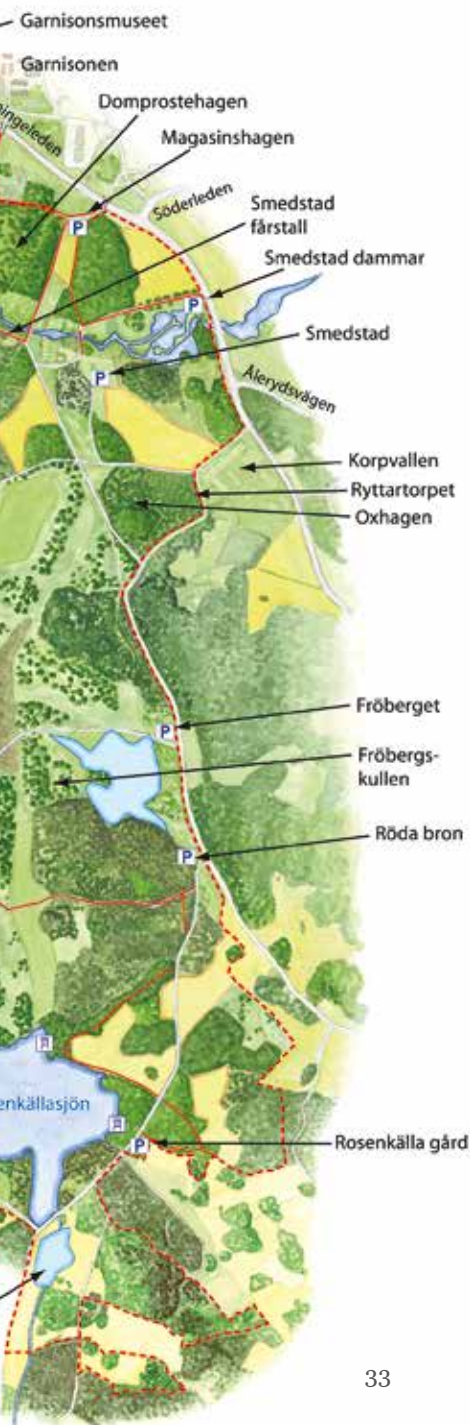 Garnisonsmuseet
Garnisonen
Domprostehagen
Magasinshagen
Söderleden
Smedstad
fårstall
P
Smedstad dammar
P
Smedstad
P
Ålerydsvägen
Korpvallen
Ryttartorpet
Oxhagen
Fröberget
P
Fröbergs-
kullen
Röda bron
P
Rosenkälla gård
P
33